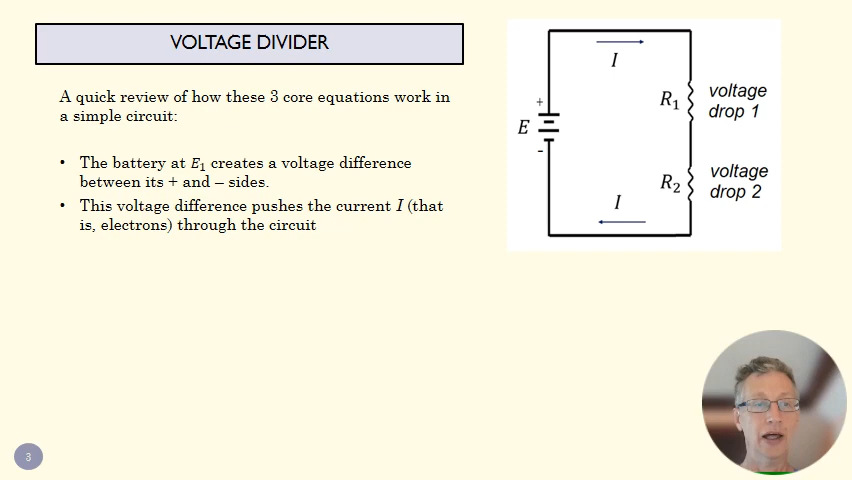 VOLTAGE DIVIDER
A quick review of how these 3 core equations work in
a simple circuit:
• The battery at E₁ creates a voltage difference
between its + and – sides.
• This voltage difference pushes the current I (that
is, electrons) through the circuit
I
+
E
-
R₁
voltage
drop 1
R₂
voltage
drop 2
I
3